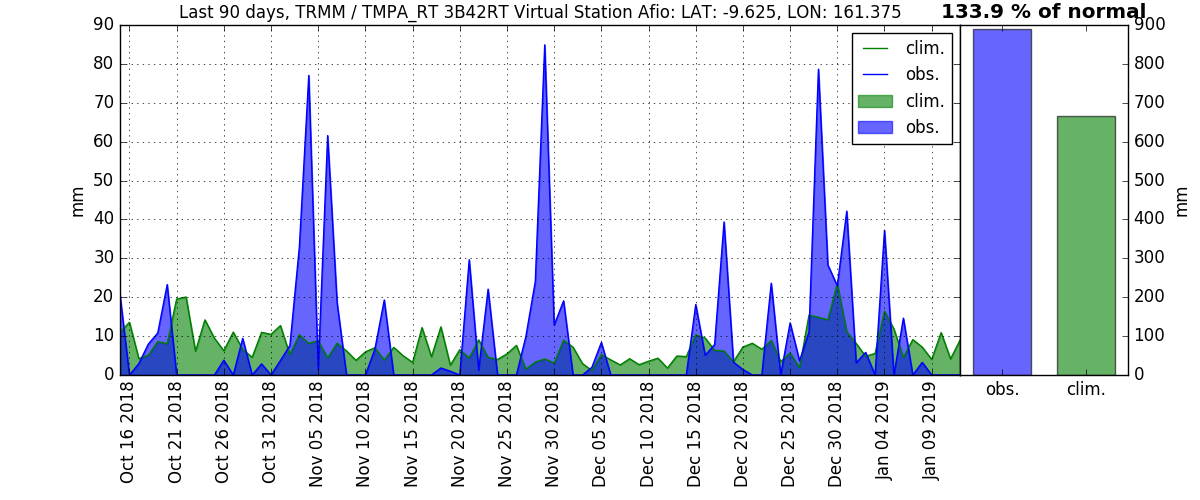 Last 90 days, TRMM / TMPA_RT 3B42RT Virtual Station Afio: LAT: -9.625, LON: 161.375
133.9 % of normal
90
80
70
60
50
40
30
20
10
0
mm
clim.
obs.
clim.
obs.
900
800
700
600
500
400
300
200
100
0
mm
Oct 16 2018
Oct 21 2018
Oct 26 2018
Oct 31 2018
Nov 05 2018
Nov 10 2018
Nov 15 2018
Nov 20 2018
Nov 25 2018
Nov 30 2018
Dec 05 2018
Dec 10 2018
Dec 15 2018
Dec 20 2018
Dec 25 2018
Dec 30 2018
Jan 04 2019
Jan 09 2019
obs.
clim.